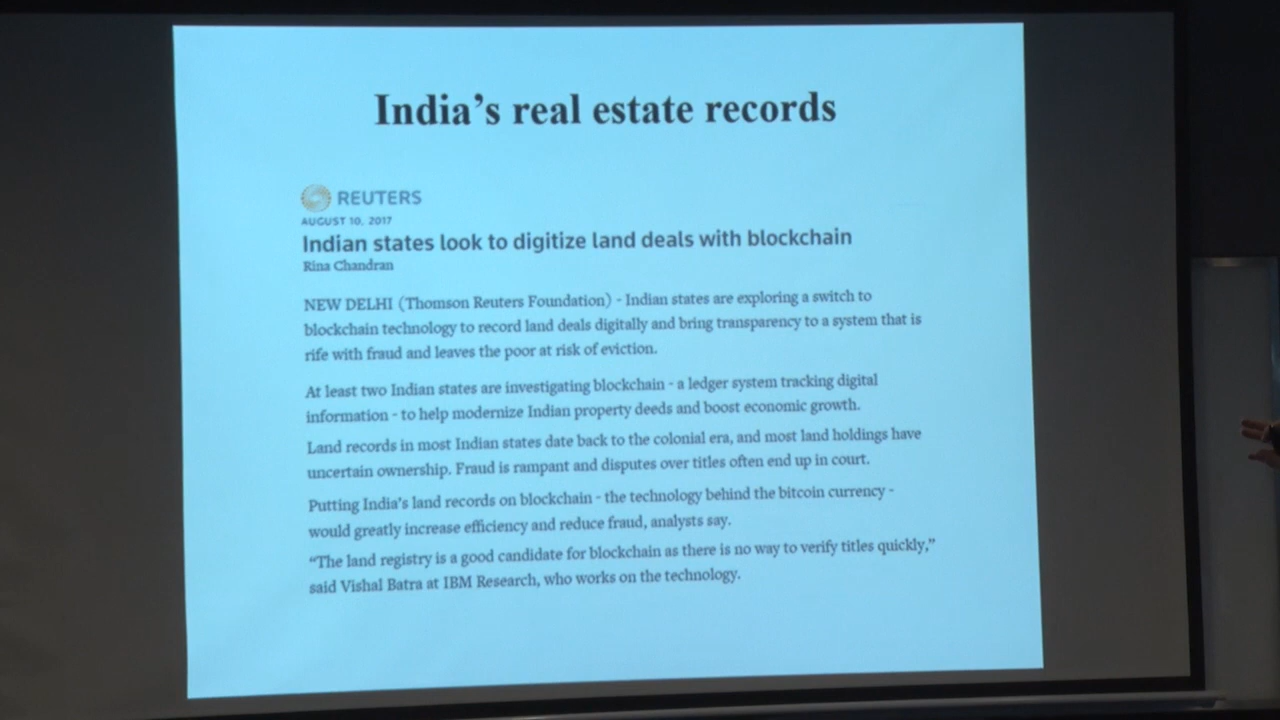 India's real estate records
REUTERS
AUGUST 10, 2017
Indian states look to digitize land deals with blockchain
Rina Chandran
NEW DELHI (Thomson Reuters Foundation) - Indian states are exploring a switch to
blockchain technology to record land deals digitally and bring transparency to a system that is
rife with fraud and leaves the poor at risk of eviction.
At least two Indian states are investigating blockchain - a ledger system tracking digital
information - to help modernize Indian property deeds and boost economic growth.
Land records in most Indian states date back to the colonial era, and most land holdings have
uncertain ownership. Fraud is rampant and disputes over titles often end up in court.
Putting India's land records on blockchain - the technology behind the bitcoin currency -
would greatly increase efficiency and reduce fraud, analysts say.
“The land registry is a good candidate for blockchain as there is no way to verify titles quickly,”
said Vishal Batra at IBM Research, who works on the technology.